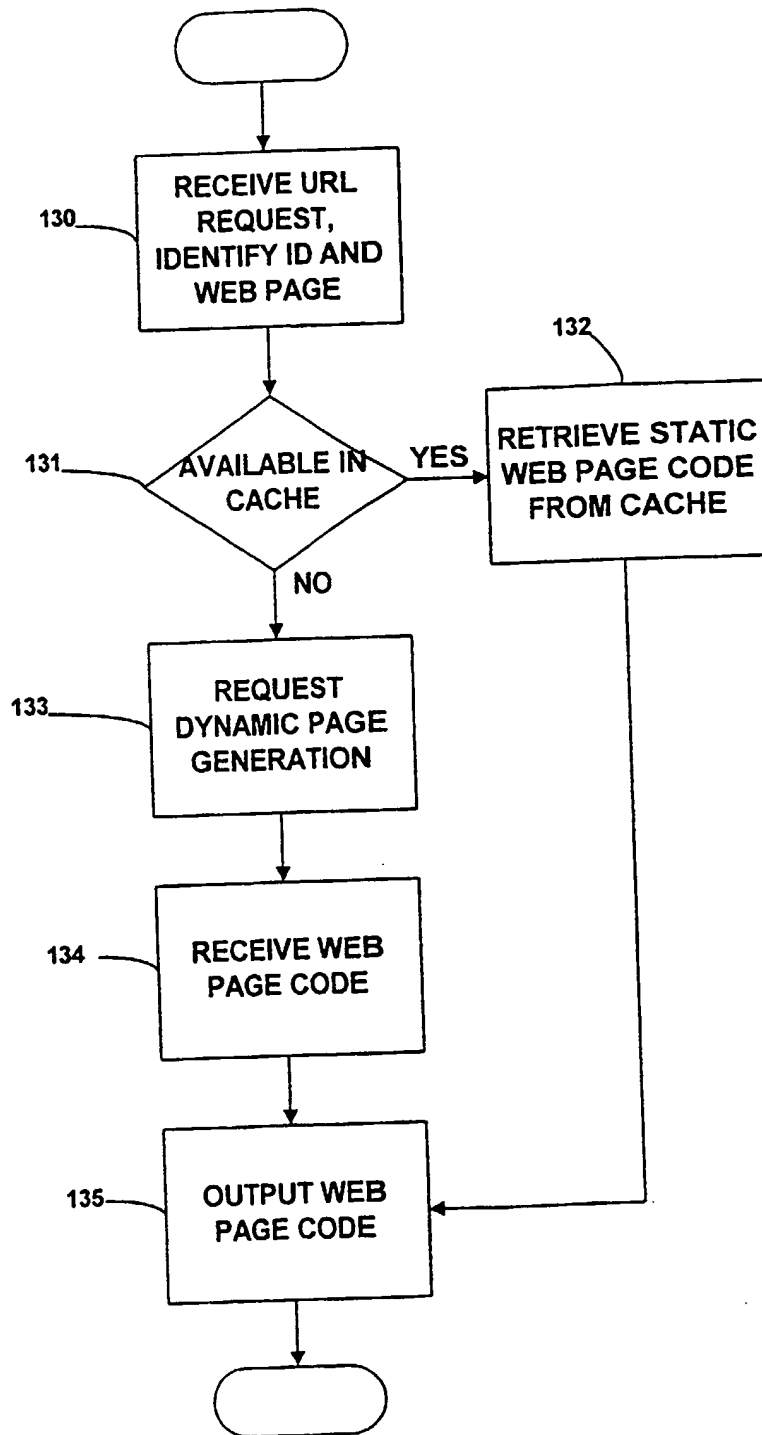 130
RECEIVE URL
REQUEST,
IDENTIFY ID AND
WEB PAGE
131
AVAILABLE IN
CACHE
YES
132
RETRIEVE STATIC
WEB PAGE CODE
FROM CACHE
NO
133
REQUEST
DYNAMIC PAGE
GENERATION
134
RECEIVE WEB
PAGE CODE
135
OUTPUT WEB
PAGE CODE